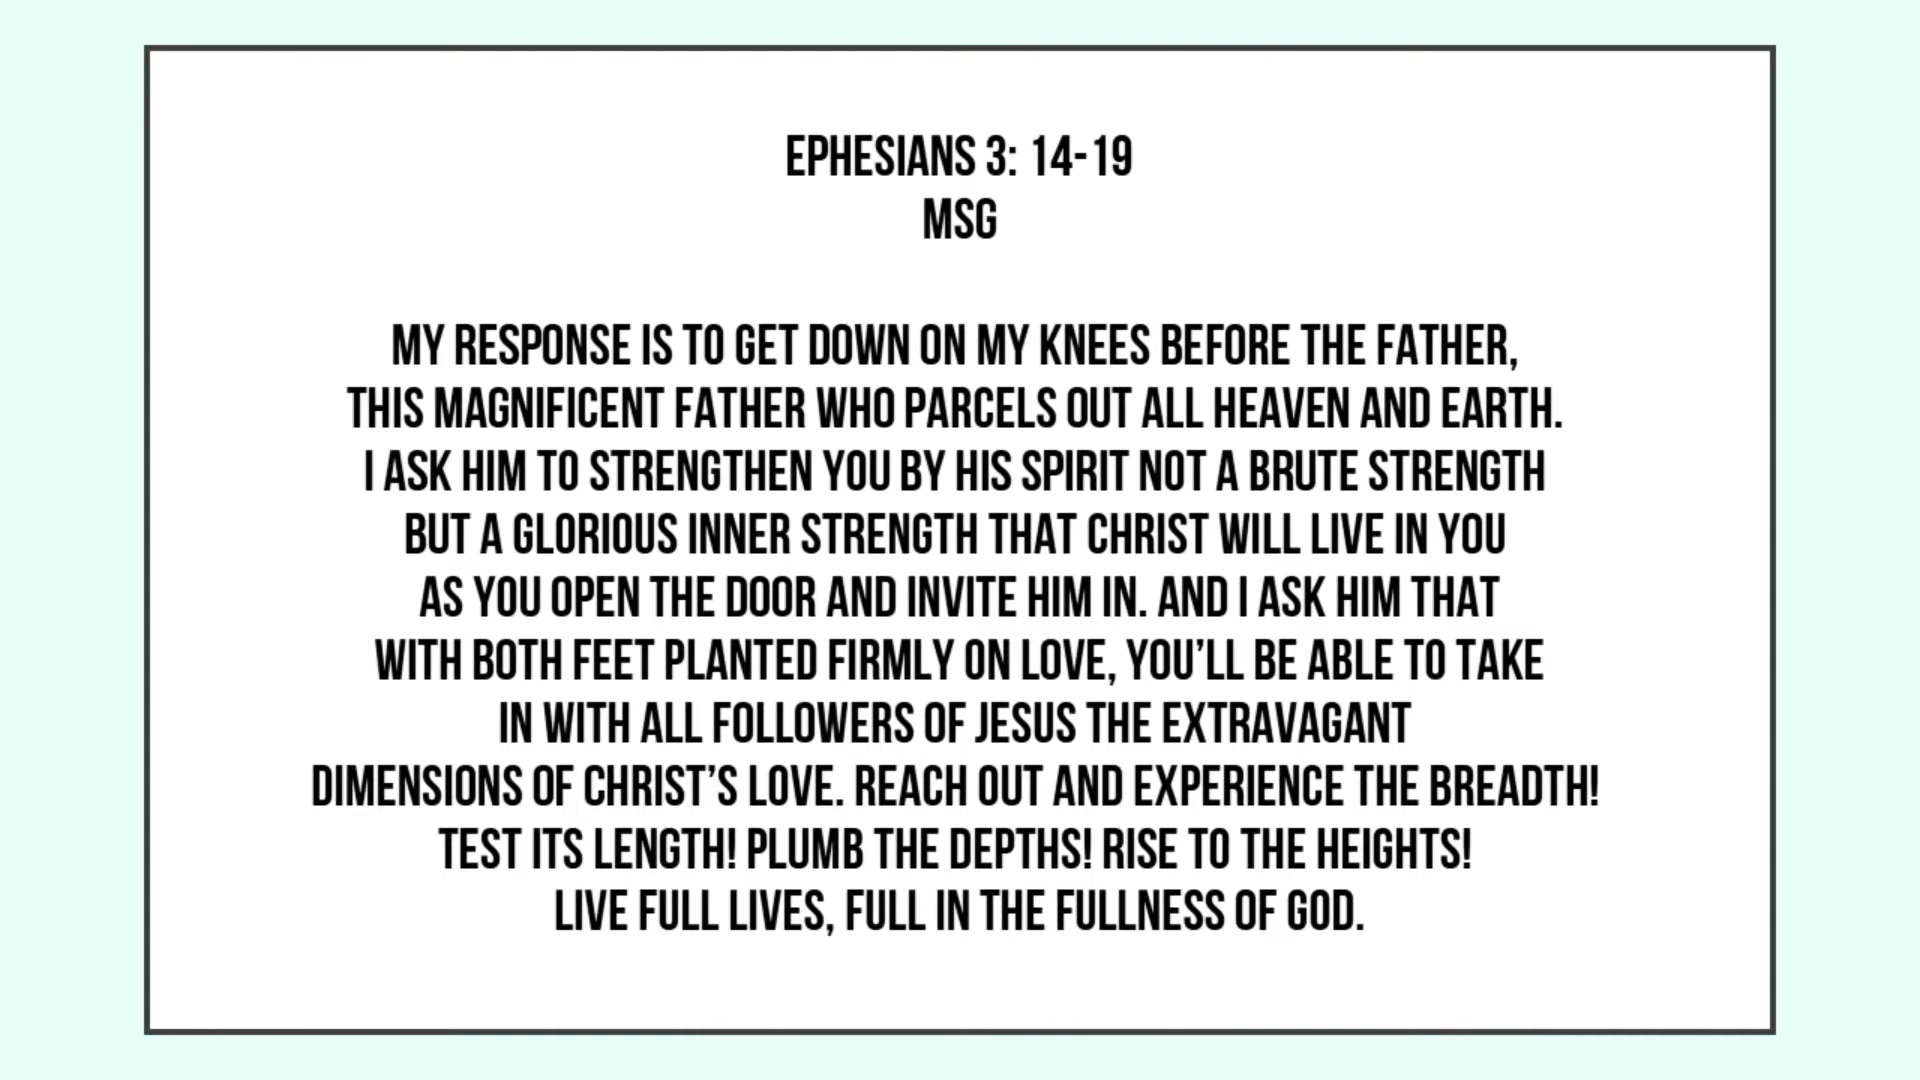 EPHESIANS 3: 14-19
MSG
MY RESPONSE IS TO GET DOWN ON MY KNEES BEFORE THE FATHER,
THIS MAGNIFICENT FATHER WHO PARCELS OUT ALL HEAVEN AND EARTH.
I ASK HIM TO STRENGTHEN YOU BY HIS SPIRIT NOT A BRUTE STRENGTH
BUT A GLORIOUS INNER STRENGTH THAT CHRIST WILL LIVE IN YOU
AS YOU OPEN THE DOOR AND INVITE HIM IN. AND I ASK HIM THAT
WITH BOTH FEET PLANTED FIRMLY ON LOVE, YOU’LL BE ABLE TO TAKE
IN WITH ALL FOLLOWERS OF JESUS THE EXTRAVAGANT
DIMENSIONS OF CHRIST’S LOVE. REACH OUT AND EXPERIENCE THE BREADTH!
TEST ITS LENGTH! PLUMB THE DEPTHS! RISE TO THE HEIGHTS!
LIVE FULL LIVES, FULL IN THE FULLNESS OF GOD.